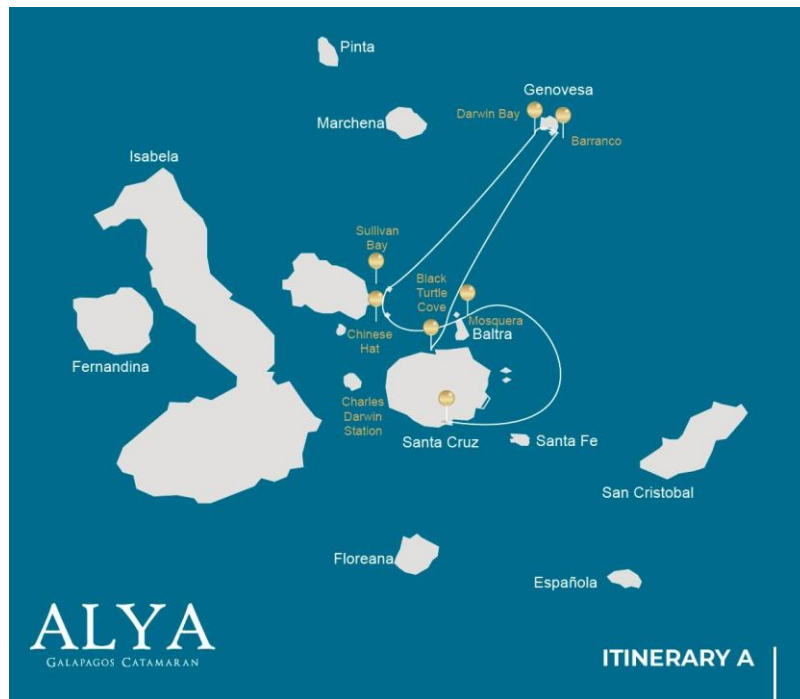 Pinta
Genovesa
Darwin Bay
Marchena
Barranco
Isabela
Sullivan
Bay
Black
Turtle
Cove
Mosquera
Baltra
Chinese
Hat
Fernandina
Charles
Darwin
Station
Santa Cruz
Santa Fe
San Cristobal
Floreana
Española
ALYA
GALAPAGOS CATAMARAN
ITINERARY A